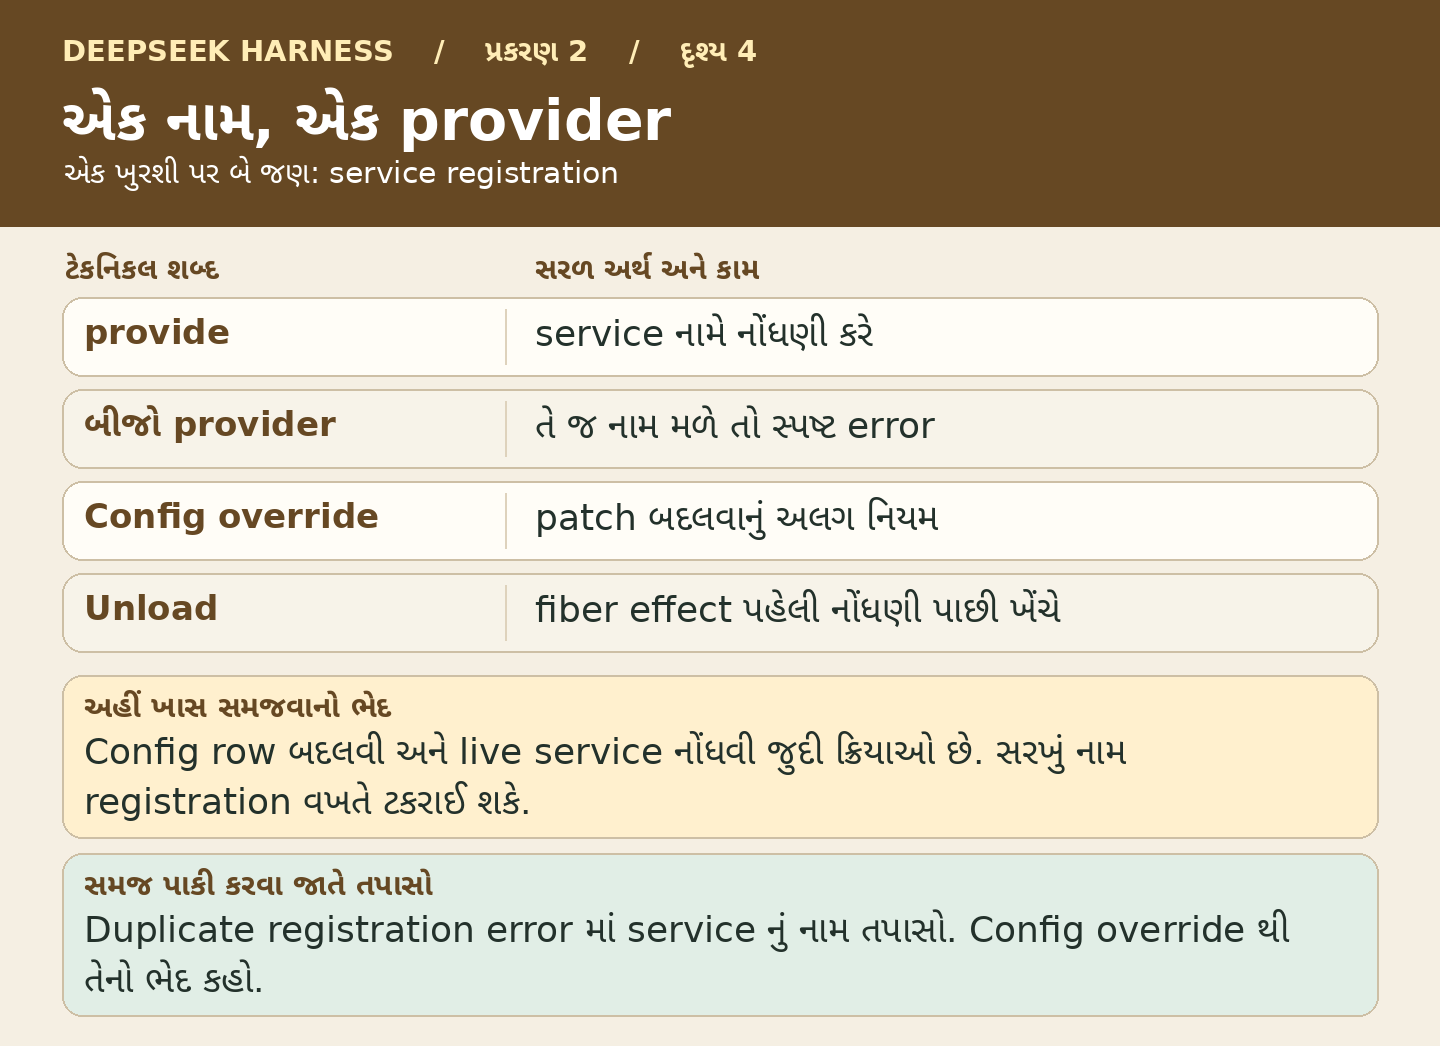 DEEPSEEK HARNESS / પ્રકરણ 2 / દૃશ્ય 4
એક નામ, એક provider
એક ખુરશી પર બે જણ: service registration
ટેકનિકલ શબ્દ સરળ અર્થ અને કામ
provide service નામે નોંધણી કરે
બીજો provider તે જ નામ મળે તો સ્પષ્ટ error
Config override patch બદલવાનું અલગ નિયમ
Unload fiber effect પહેલી નોંધણી પાછી ખેંચે
અહીં ખાસ સમજવાનો ભેદ
Config row બદલવી અને live service નોંધવી જુદી ક્રિયાઓ છે. સરખું નામ
registration વખતે ટકરાઈ શકે.
સમજ પાકી કરવા જાતે તપાસો
Duplicate registration error માં service નું નામ તપાસો. Config override થી
તેનો ભેદ કહો.